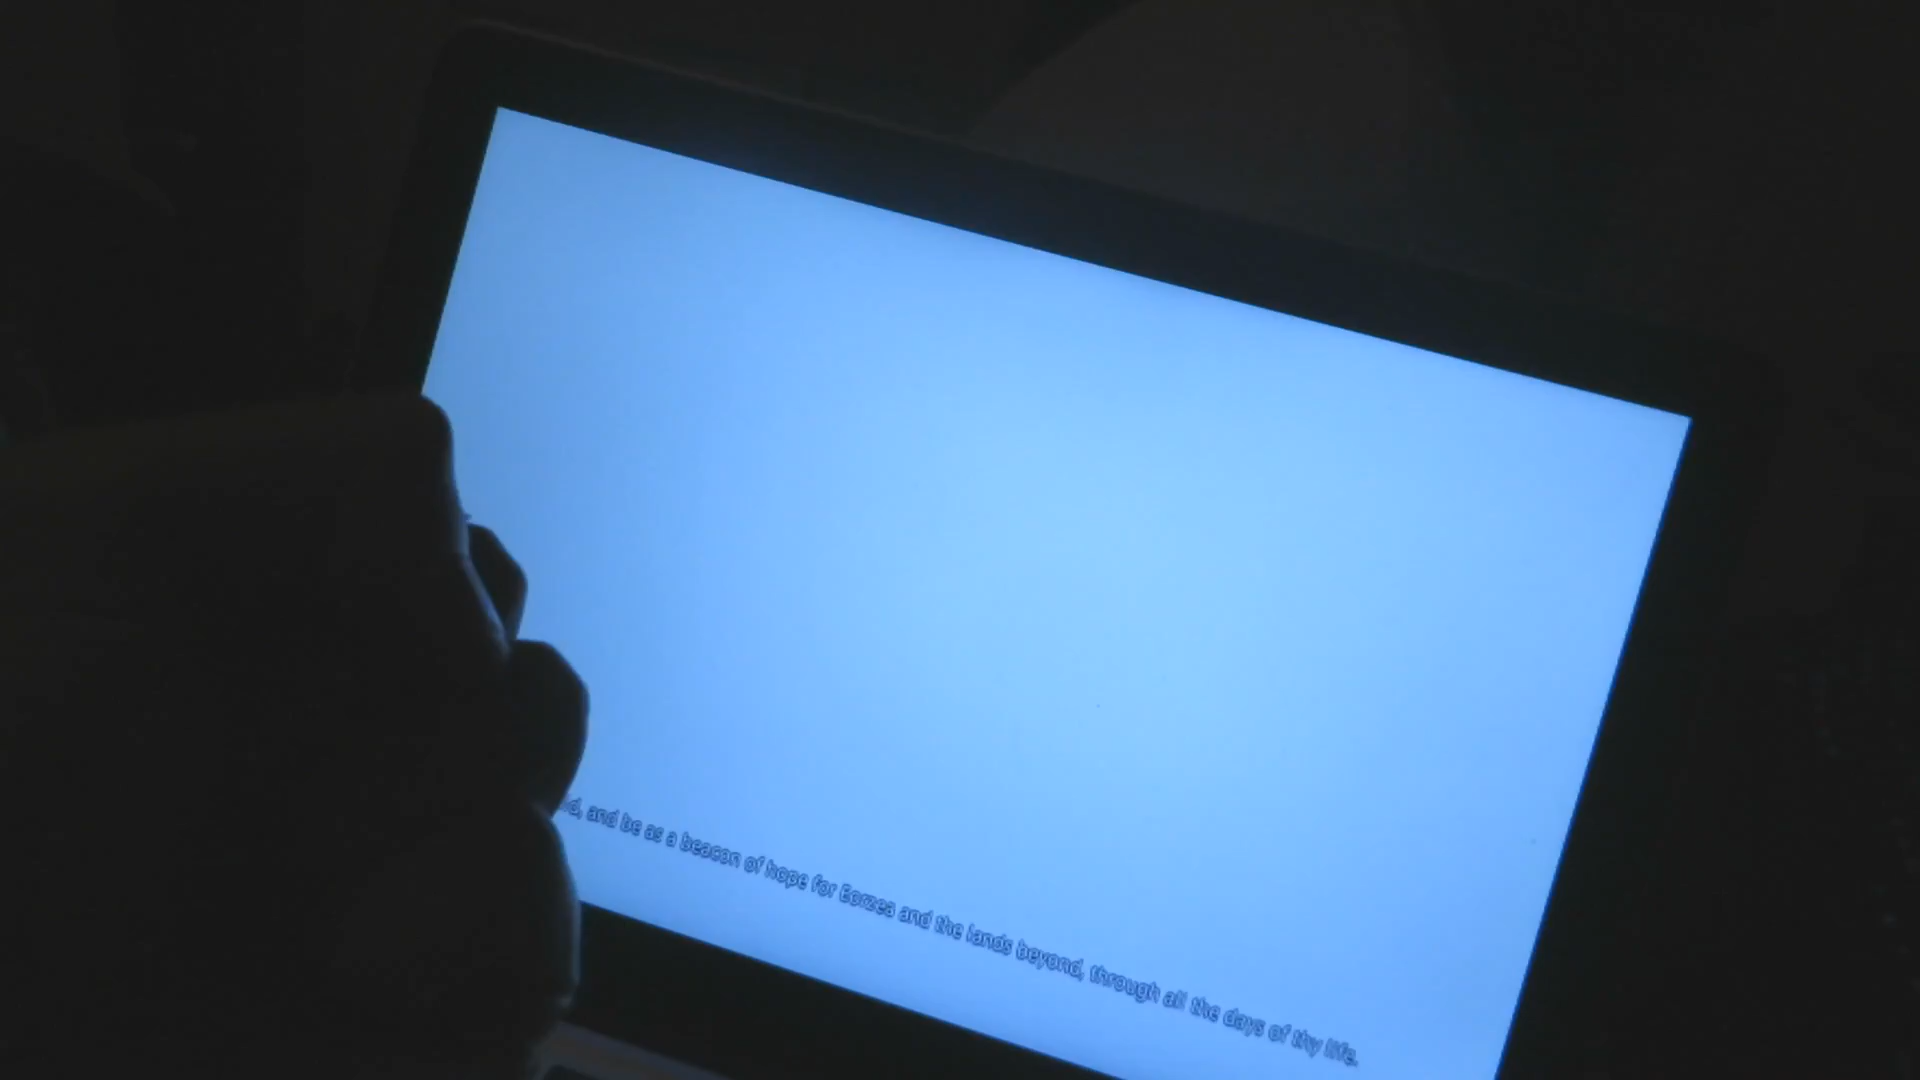 and be as a beacon of hope for Eorzea and the lands beyond, through all the days of thy life.